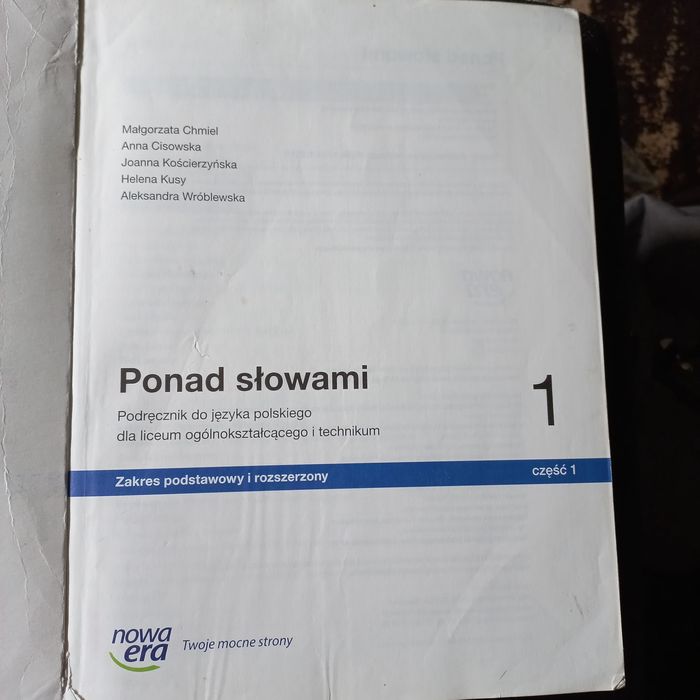 Małgorzata Chmiel
Anna Cisowska
Joanna Kościerzyńska
Helena Kusy
Aleksandra Wróblewska
Ponad słowami
1
Podręcznik do języka polskiego
dla liceum ogólnokształcącego i technikum
Zakres podstawowy i rozszerzony
część 1
nowa
era
Twoje mocne strony